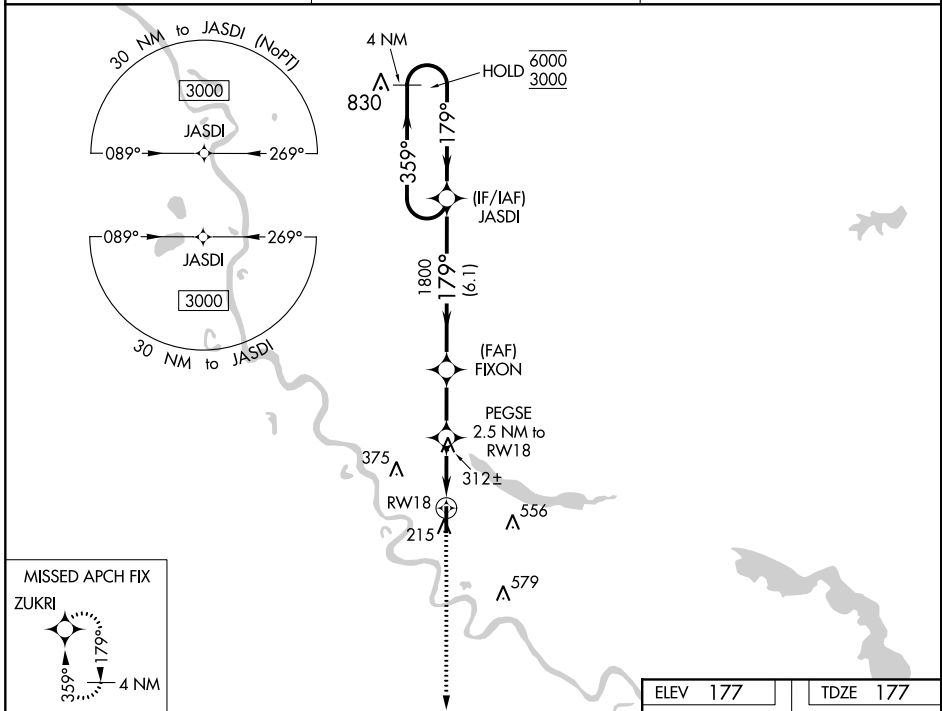 30 NM to JASDI (NoPT)
3000
JASDI
089°
269°
089°
269°
JASDI
3000
30 NM to JASDI
4 NM
830
HOLD
6000
3000
359°
179°
(IF/IAF)
JASDI
1800
179°
(6.1)
(FAF)
FIXON
PEGSE
2.5 NM to
RW18
375
312±
RW18
215
556
579
MISSED APCH FIX
ZUKRI
359°
179°
4 NM
ELEV 177
TDZE 177